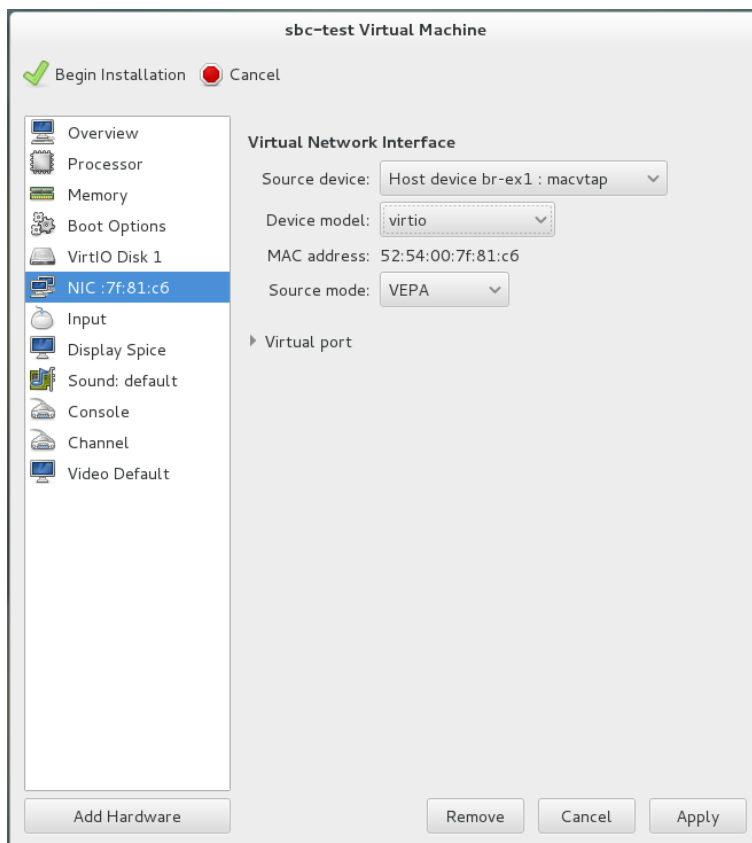 sbc-test Virtual Machine
Begin Installation Cancel
Overview
Processor
Memory
Boot Options
VirtIO Disk 1
NIC :7f:81:c6
Input
Display Spice
Sound: default
Console
Channel
Video Default
Add Hardware
Virtual Network Interface
Source device: Host device br-ex1 : macvtap
Device model: virtio
MAC address: 52:54:00:7f:81:c6
Source mode: VEPA
Virtual port
Remove Cancel Apply